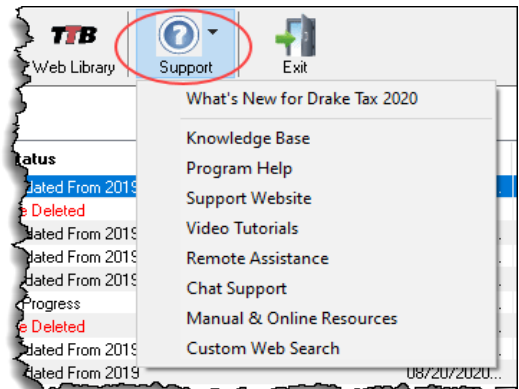 TTB
Web Library
Support
Exit
What's New for Drake Tax 2020
Knowledge Base
Program Help
Support Website
Video Tutorials
Remote Assistance
Chat Support
Manual & Online Resources
Custom Web Search
tatus
dated From 2019
e Deleted
dated From 2019
dated From 2019
dated From 2019
Progress
e Deleted
dated From 2019
dated From 2019
08/20/2020...